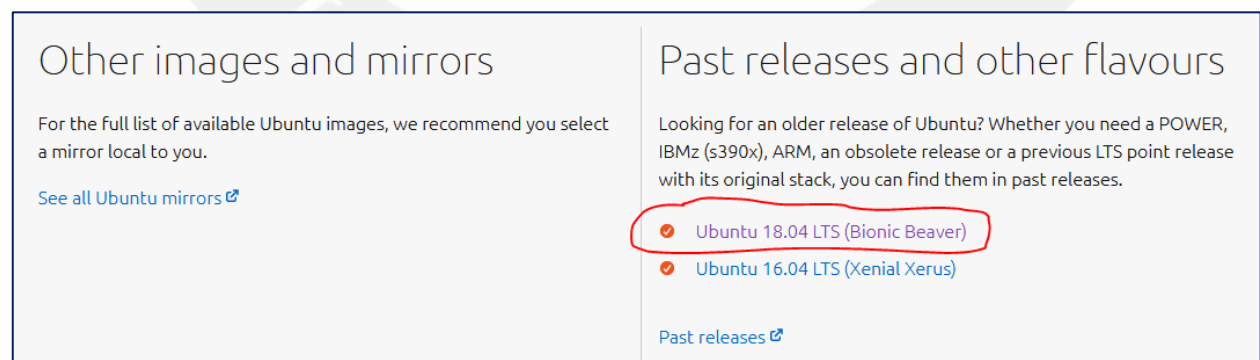 Other images and mirrors
For the full list of available Ubuntu images, we recommend you select
a mirror local to you.
See all Ubuntu mirrors
Past releases and other flavours
Looking for an older release of Ubuntu? Whether you need a POWER,
IBMz (s390x), ARM, an obsolete release or a previous LTS point release
with its original stack, you can find them in past releases.
Ubuntu 18.04 LTS (Bionic Beaver)
Ubuntu 16.04 LTS (Xenial Xerus)
Past releases